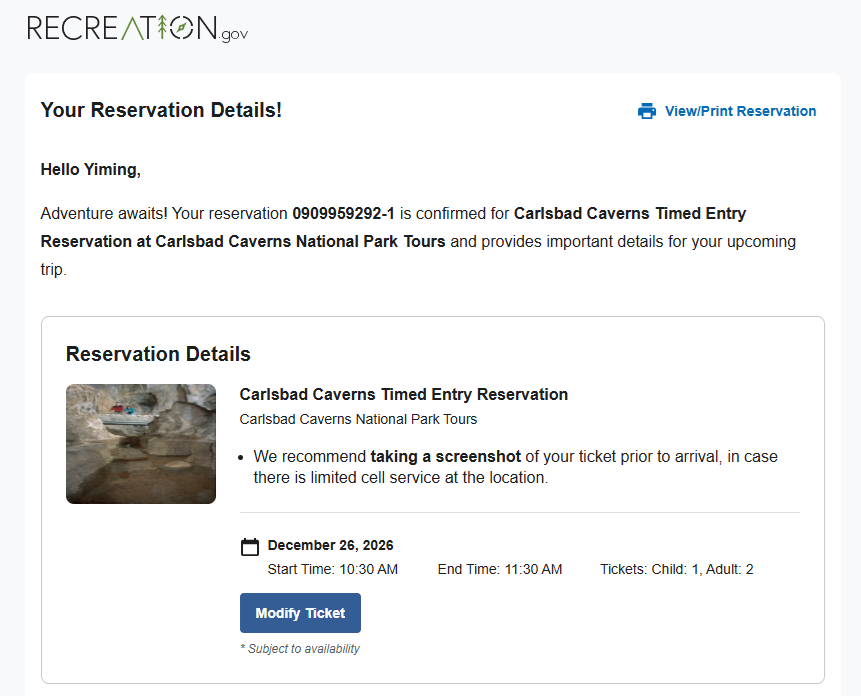 RECREATION.gov
Your Reservation Details!
View/Print Reservation
Hello Yiming,
Adventure awaits! Your reservation 0909959292-1 is confirmed for Carlsbad Caverns Timed Entry
Reservation at Carlsbad Caverns National Park Tours and provides important details for your upcoming
trip.
Reservation Details
Carlsbad Caverns Timed Entry Reservation
Carlsbad Caverns National Park Tours
• We recommend taking a screenshot of your ticket prior to arrival, in case
there is limited cell service at the location.
December 26, 2026
Start Time: 10:30 AM End Time: 11:30 AM Tickets: Child: 1, Adult: 2
Modify Ticket
* Subject to availability